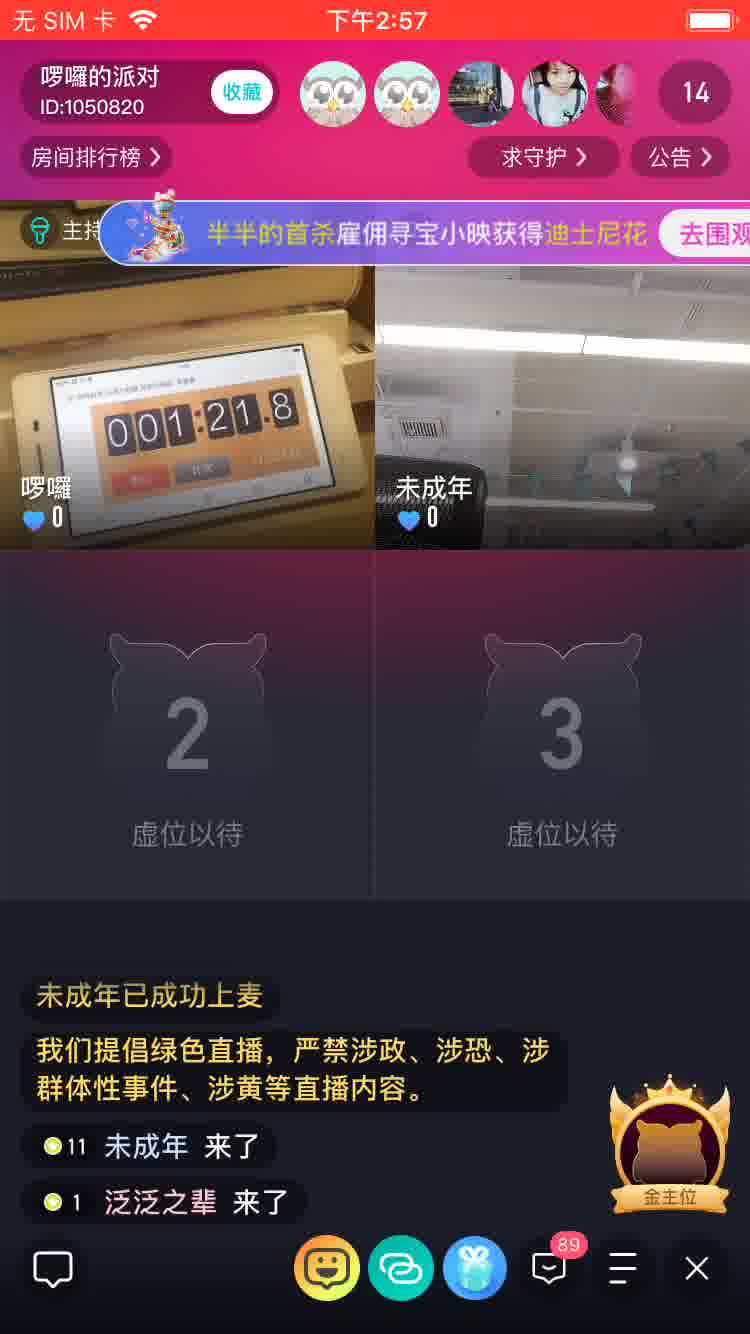 无 SIM 卡
下午2:57
啰囉的派对
ID:1050820
收藏
14
房间排行榜
求守护
公告
主持
半半的首杀雇佣寻宝小映获得迪士尼花
去围观
001:21.8
啰囉
0
未成年
0
2
3
虚位以待
虚位以待
未成年已成功上麦
我们提倡绿色直播，严禁涉政、涉恐、涉
群体性事件、涉黄等直播内容。
11 未成年 来了
1 泛泛之辈 来了
金主位
89